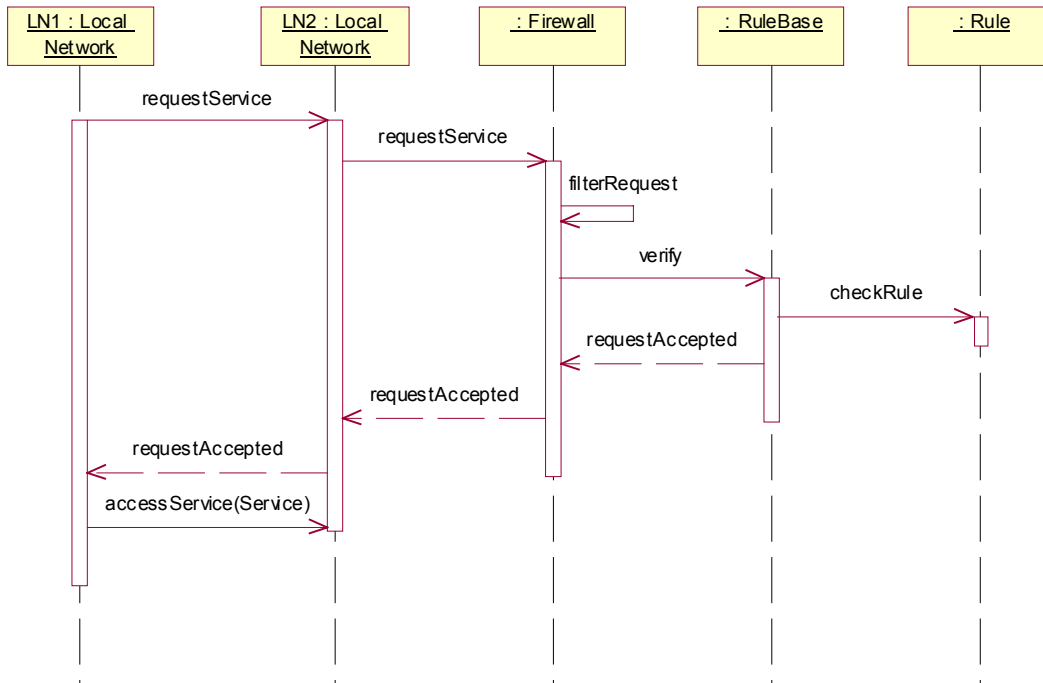 LN1 : Local
Network
LN2 : Local
Network
: Firewall
: RuleBase
: Rule
requestService
requestService
filterRequest
verify
checkRule
requestAccepted
requestAccepted
requestAccepted
accessService(Service)